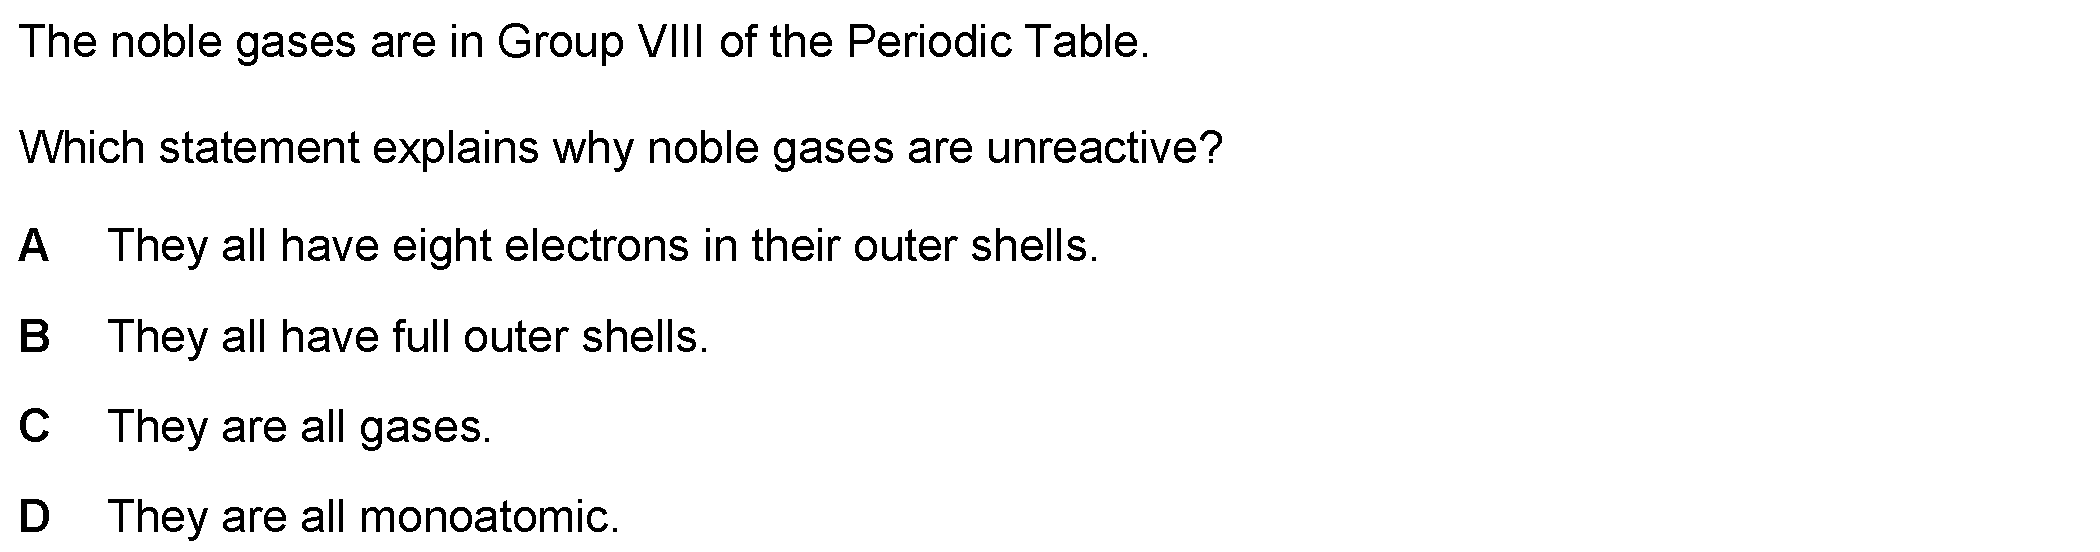 The noble gases are in Group VIII of the Periodic Table.
Which statement explains why noble gases are unreactive?
A They all have eight electrons in their outer shells.
B They all have full outer shells.
C They are all gases.
D They are all monoatomic.